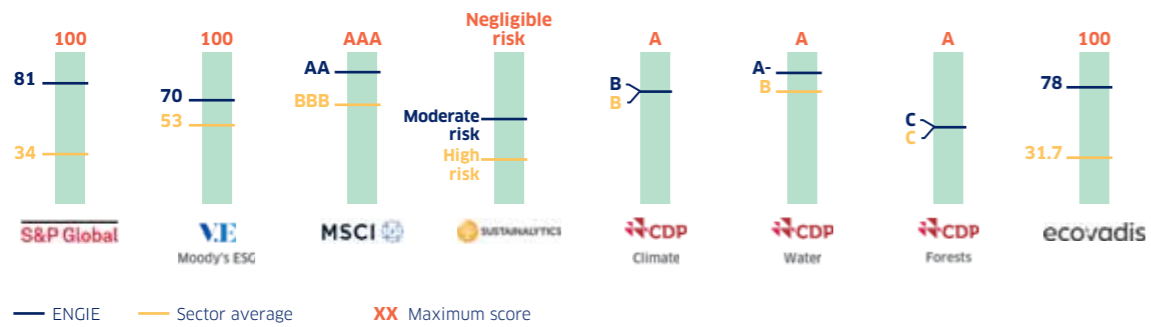 100
81
34
S&P Global
100
70
53
V.E
Moody's ESG
AAA
AA
BBB
MSCI
Negligible
risk
Moderate
risk
High
risk
SUSTAINALYTICS
A
B
B
CDP
Climate
A
A-
B
CDP
Water
A
C
C
CDP
Forests
100
78
31.7
ecovadis
ENGIE
Sector average
XX Maximum score